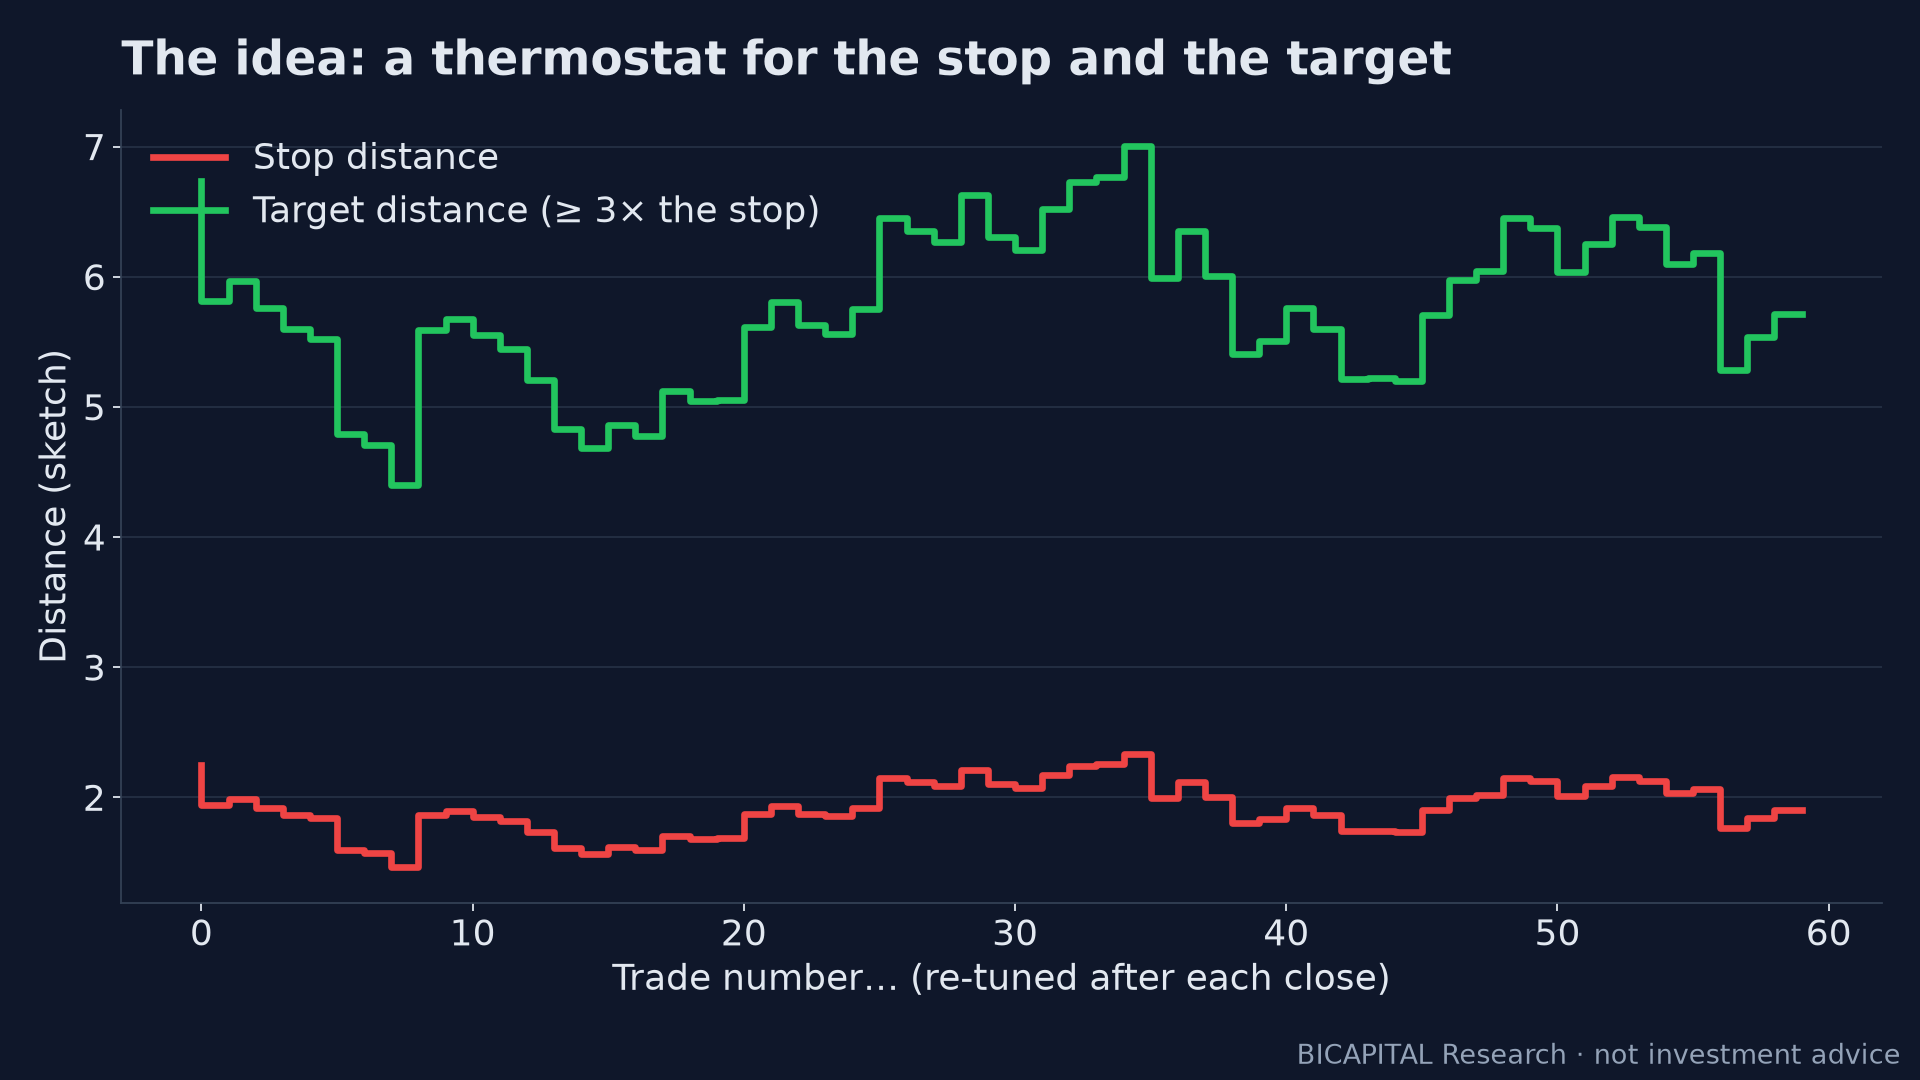 The idea: a thermostat for the stop and the target
Stop distance
Target distance (≥ 3× the stop)
Distance (sketch)
7
6
5
4
3
2
0 10 20 30 40 50 60
Trade number… (re-tuned after each close)
BICAPITAL Research · not investment advice